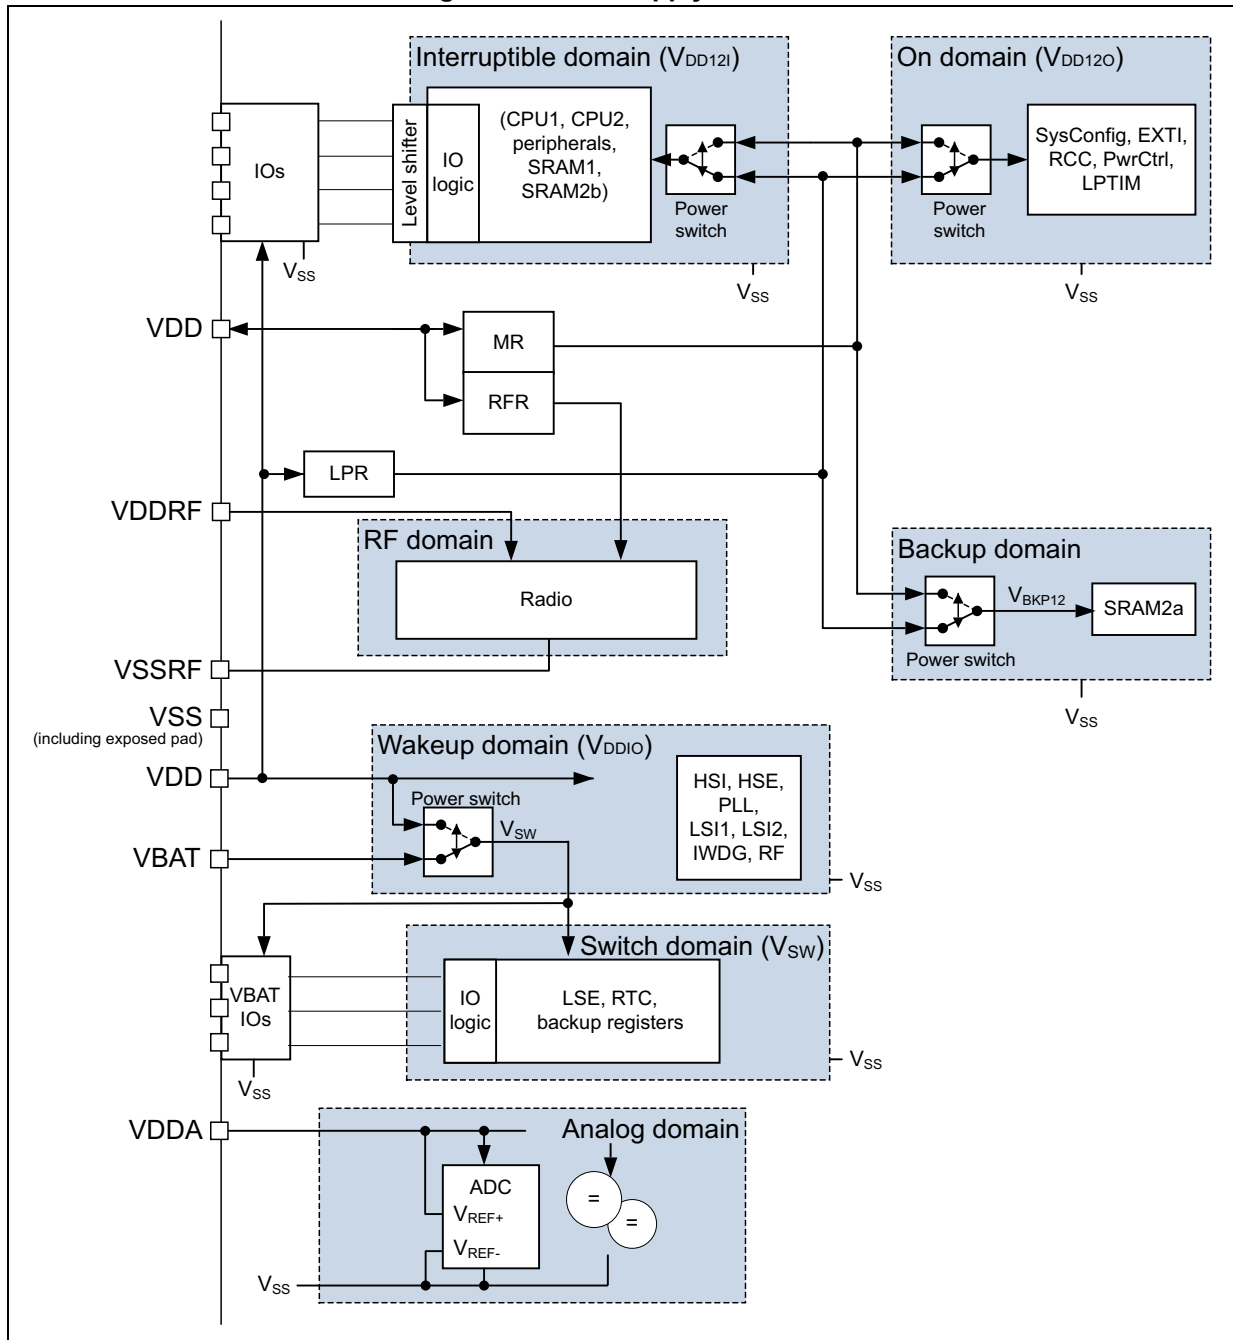 Interruptible domain (VDD12I)
On domain (VDD12O)
IOs
Level shifter
IO
logic
(CPU1, CPU2,
peripherals,
SRAM1,
SRAM2b)
Power
switch
Power
switch
SysConfig, EXTI,
RCC, PwrCtrl,
LPTIM
VSS
VSS
VSS
VDD
MR
RFR
LPR
VDDRF
RF domain
Radio
Backup domain
VBKP12
SRAM2a
Power switch
VSS
VSSRF
VSS
(including exposed pad)
VDD
Wakeup domain (VDDIO)
Power switch
VSW
HSI, HSE,
PLL,
LSI1, LSI2,
IWDG, RF
VBAT
VSS
Switch domain (VSW)
VBAT
IOs
IO
logic
LSE, RTC,
backup registers
VSS
VSS
VDDA
Analog domain
ADC
VREF+
VREF-
=
=
VSS